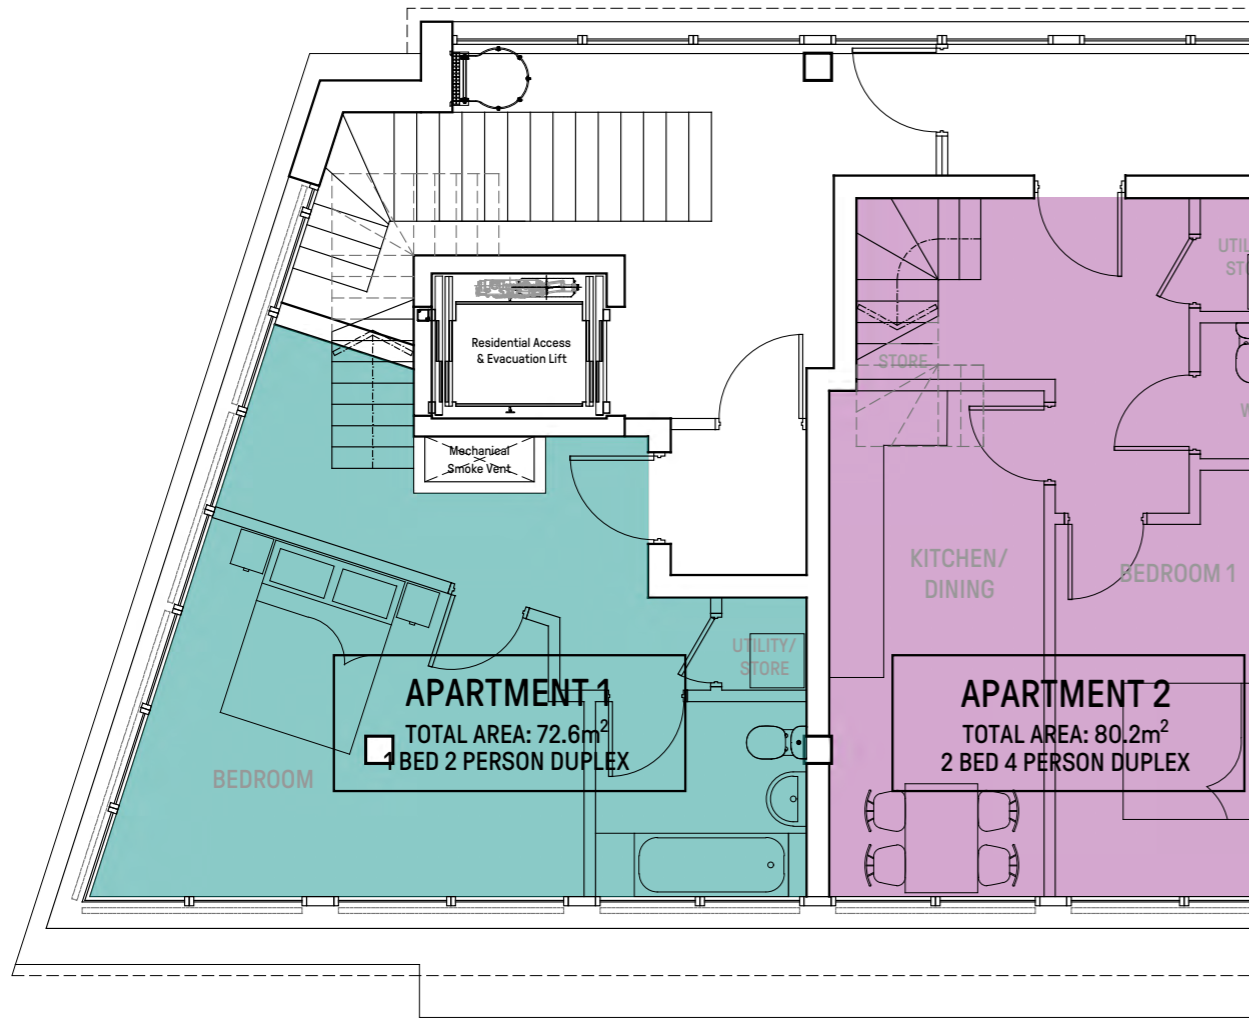 Residential Access
& Evacuation Lift
Mechanical
Smoke Vent
STORE
KITCHEN/
DINING
BEDROOM 1
UTILITY/
STORE
APARTMENT 1
TOTAL AREA: 72.6m²
1 BED 2 PERSON DUPLEX
BEDROOM
APARTMENT 2
TOTAL AREA: 80.2m²
2 BED 4 PERSON DUPLEX